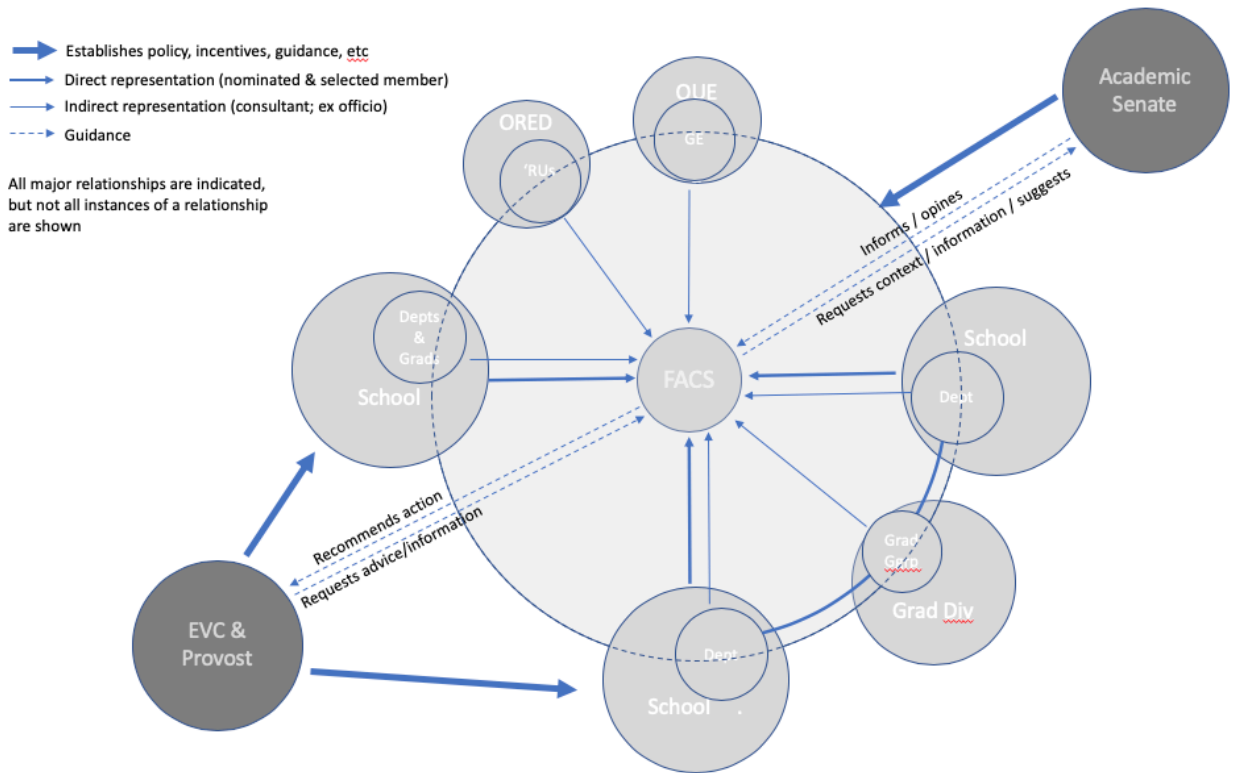 Establishes policy, incentives, guidance, etc
Direct representation (nominated & selected member)
Indirect representation (consultant; ex officio)
Guidance
All major relationships are indicated,
but not all instances of a relationship
are shown
Academic
Senate
OUE
GE
ORED
'RUs
Informs / opines
Requests context / information / suggests
Depts
&
Grads
School
School
Dept
FACS
Recommends action
Requests advice/information
Grad
Gprp
Grad Div
EVC &
Provost
Dept
School .